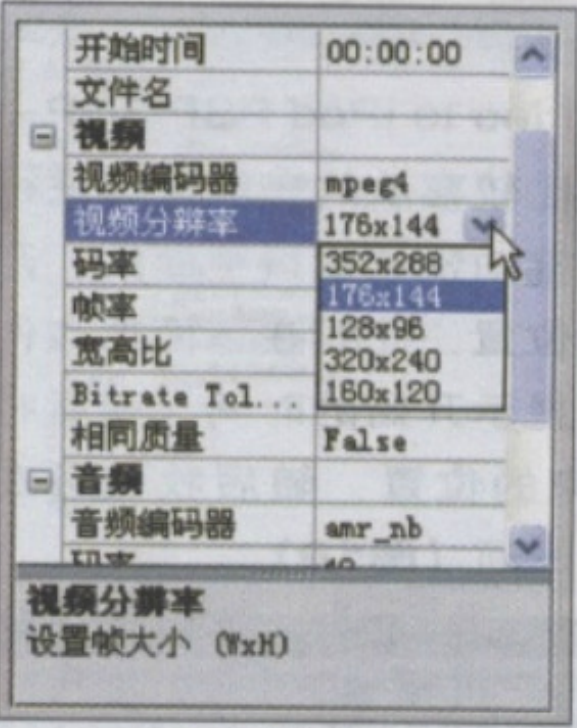 开始时间 00:00:00
文件名
视频
视频编码器 mpeg4
视频分辨率 176x144
码率 352x288
帧率 176x144
128x96
宽高比 320x240
Bitrate Tol... 160x120
相同质量 False
音频
音频编码器 amr_nb
码率
视频分辨率
设置帧大小 (WxH)